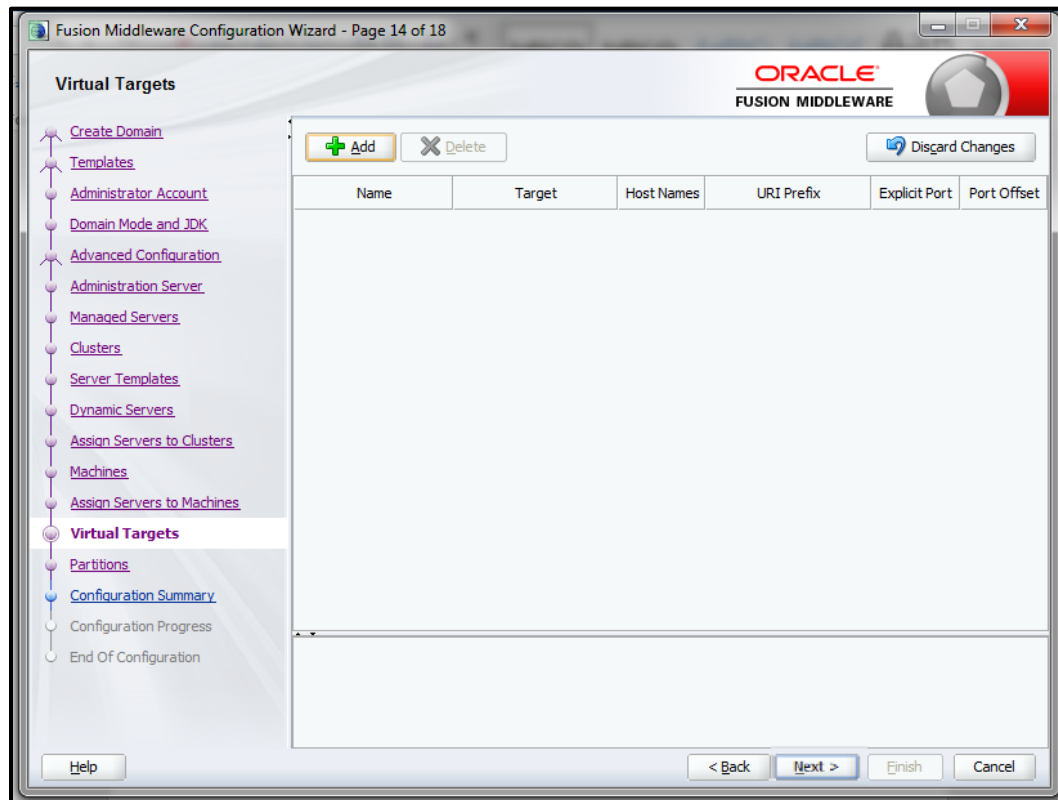 Fusion Middleware Configuration Wizard - Page 14 of 18
Virtual Targets
ORACLE
FUSION MIDDLEWARE
Create Domain
Templates
Administrator Account
Domain Mode and JDK
Advanced Configuration
Administration Server
Managed Servers
Clusters
Server Templates
Dynamic Servers
Assign Servers to Clusters
Machines
Assign Servers to Machines
Virtual Targets
Partitions
Configuration Summary
Configuration Progress
End Of Configuration
Add Delete Discard Changes
Name Target Host Names URI Prefix Explicit Port Port Offset
Help < Back Next > Finish Cancel